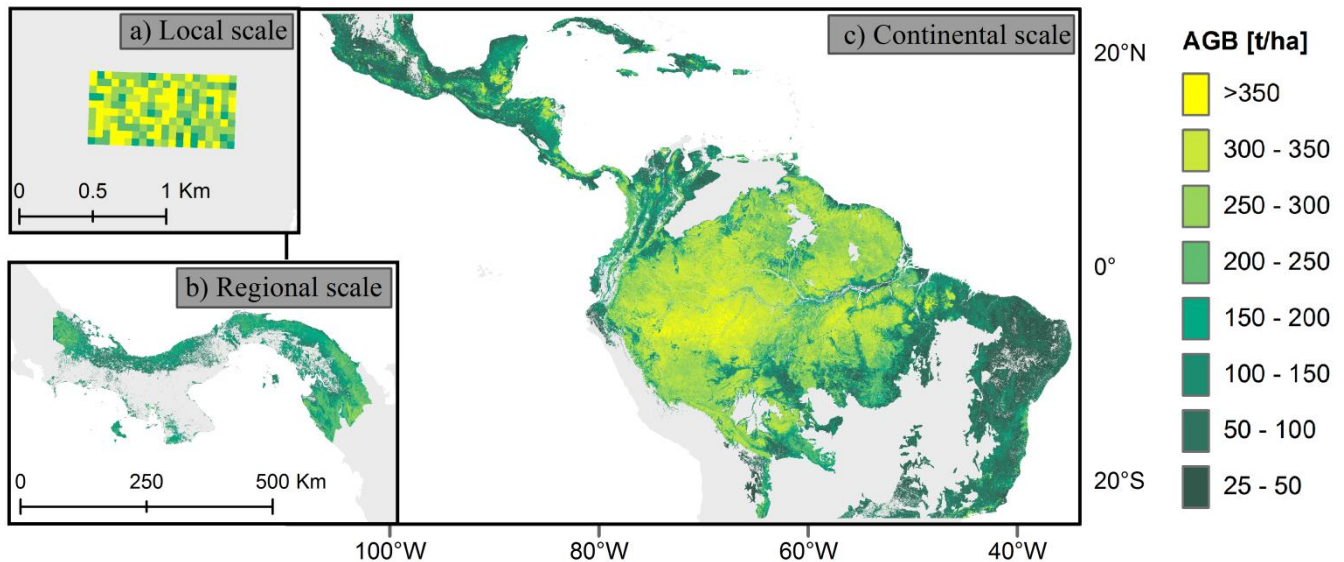 a) Local scale
0 0.5 1 Km
b) Regional scale
0 250 500 Km
c) Continental scale
20°N
0°
20°S
100°W 80°W 60°W 40°W
AGB [t/ha]
>350
300 - 350
250 - 300
200 - 250
150 - 200
100 - 150
50 - 100
25 - 50